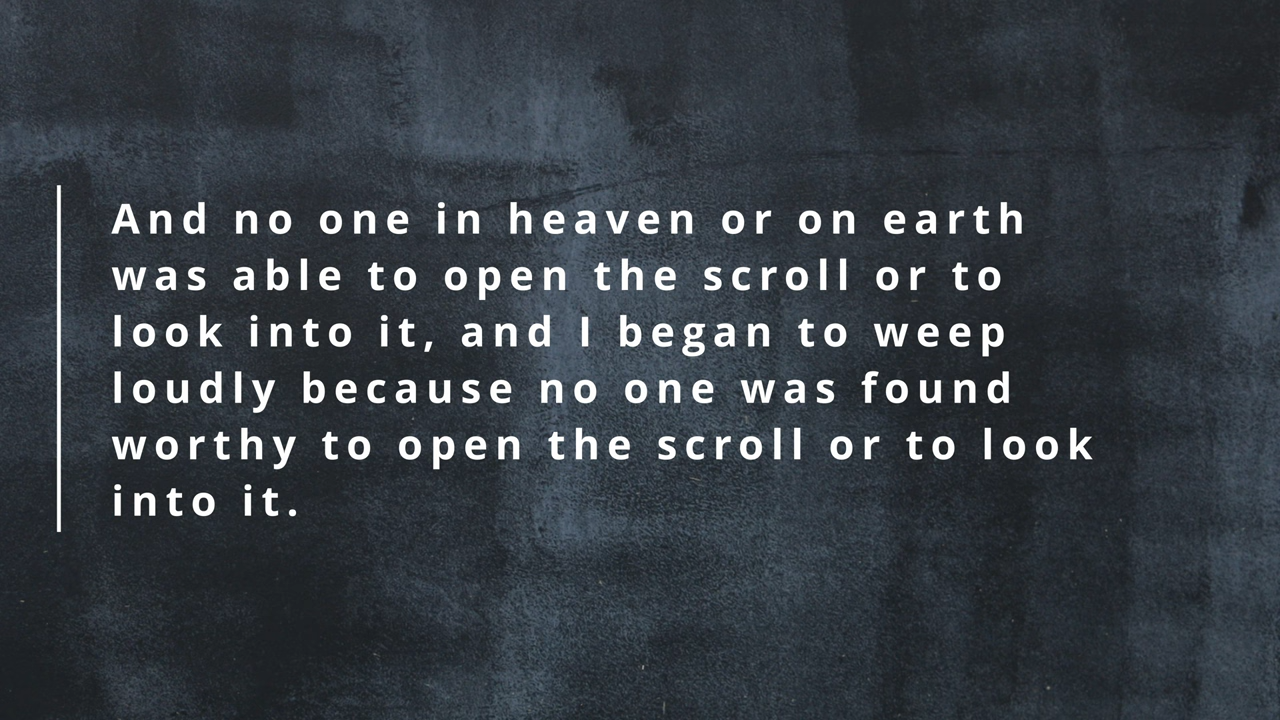 And no one in heaven or on earth
was able to open the scroll or to
look into it, and I began to weep
loudly because no one was found
worthy to open the scroll or to look
into it.